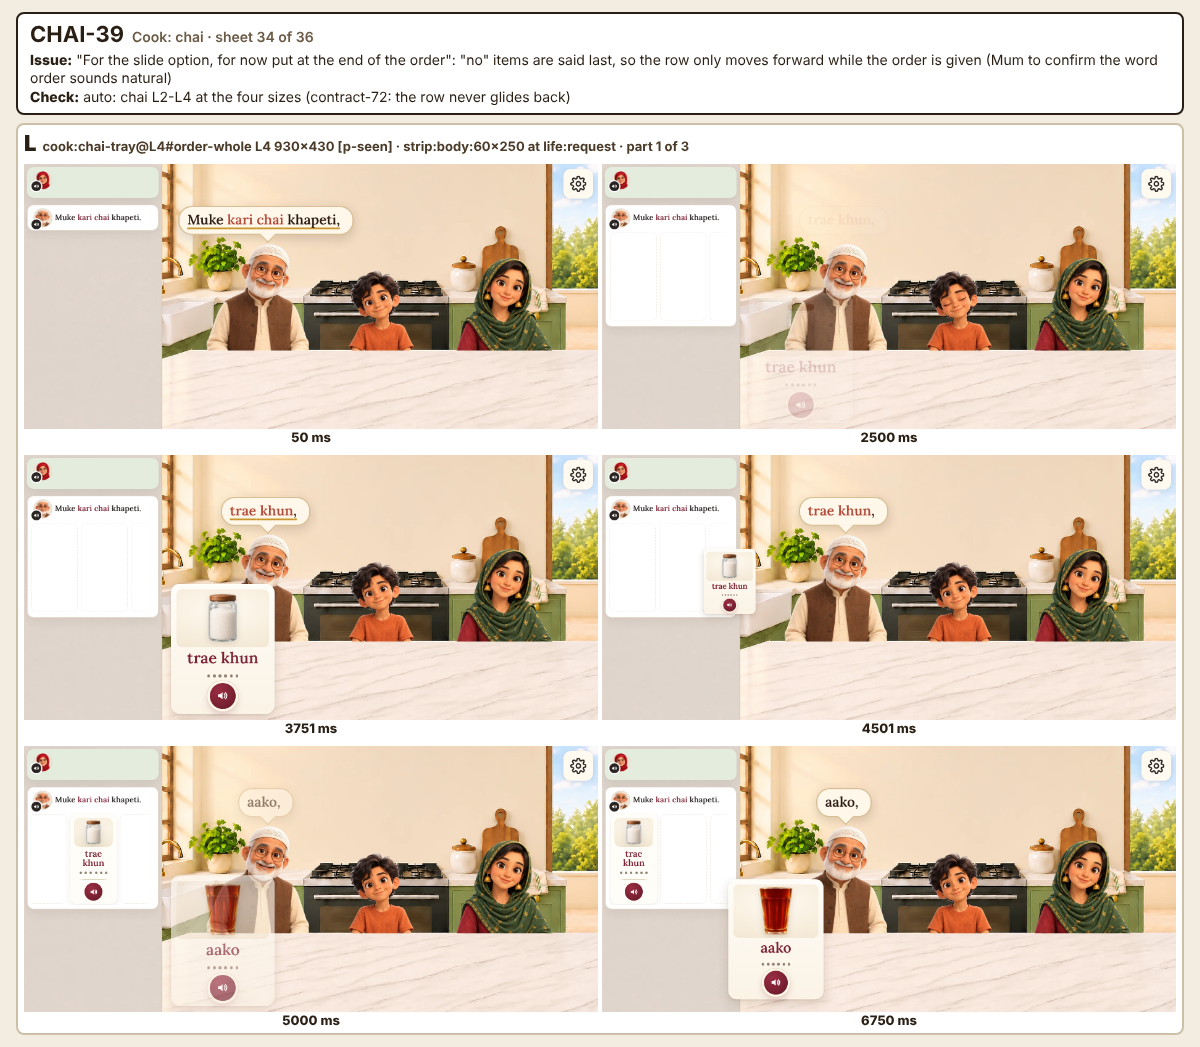 CHAI-39 Cook: chai · sheet 34 of 36
Issue: "For the slide option, for now put at the end of the order": "no" items are said last, so the row only moves forward while the order is given (Mum to confirm the word
order sounds natural)
Check: auto: chai L2-L4 at the four sizes (contract-72: the row never glides back)
L cook:chai-tray@L4#order-whole L4 930×430 [p-seen] · strip:body:60×250 at life:request · part 1 of 3
Muke kari chai khapeti.
Muke kari chai khapeti,
50 ms
Muke kari chai khapeti.
trae khun,
trae khun
2500 ms
Muke kari chai khapeti.
trae khun,
trae khun
3751 ms
Muke kari chai khapeti.
trae khun,
trae khun
4501 ms
Muke kari chai khapeti.
trae
khun
aako,
aako
5000 ms
Muke kari chai khapeti.
trae
khun
aako,
aako
6750 ms